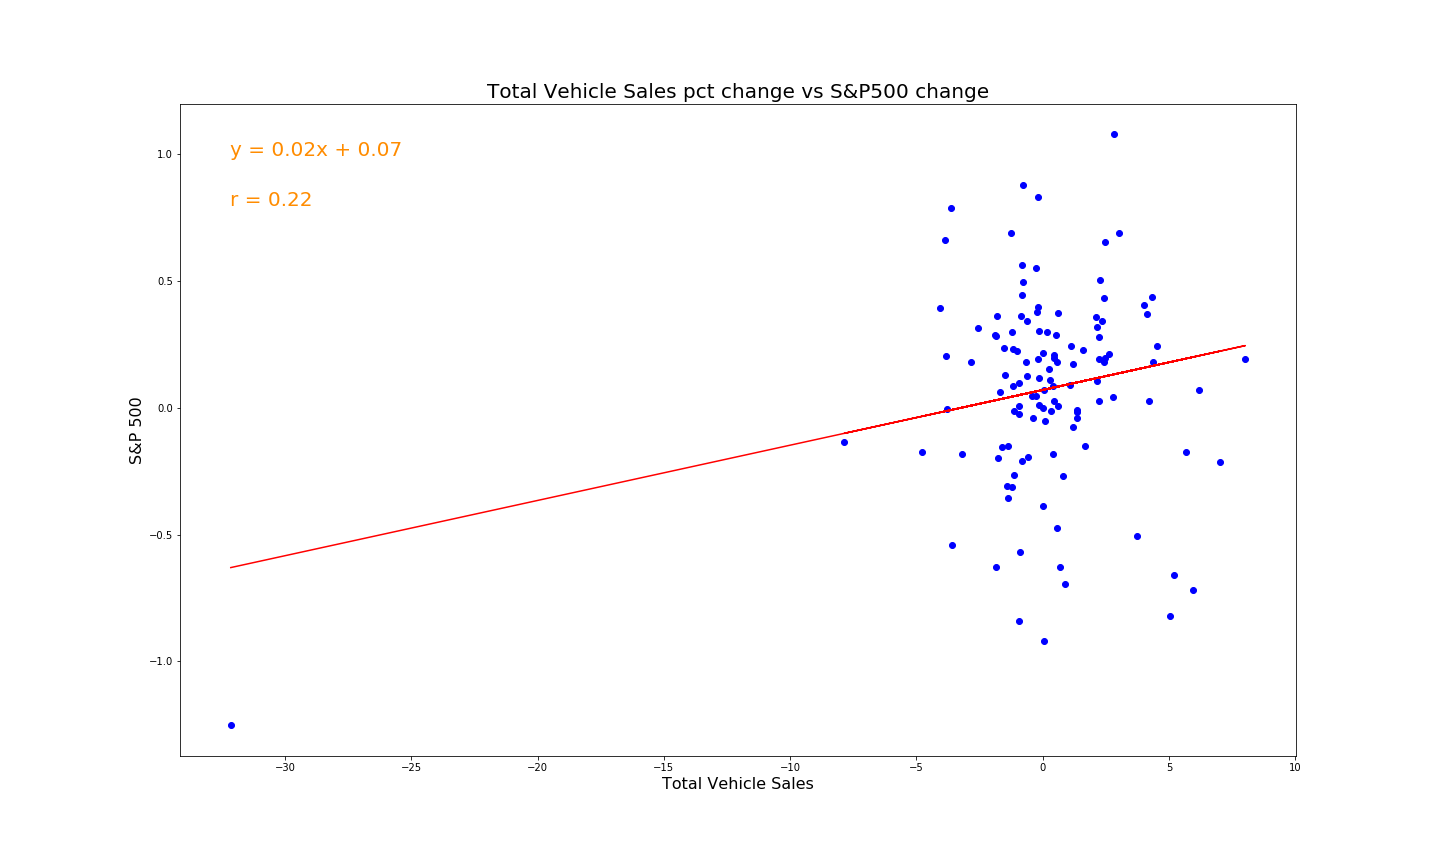 Total Vehicle Sales pct change vs S&P500 change
y = 0.02x + 0.07
r = 0.22
S&P 500
1.0
0.5
0.0
−0.5
−1.0
−30 −25 −20 −15 −10 −5 0 5 10
Total Vehicle Sales